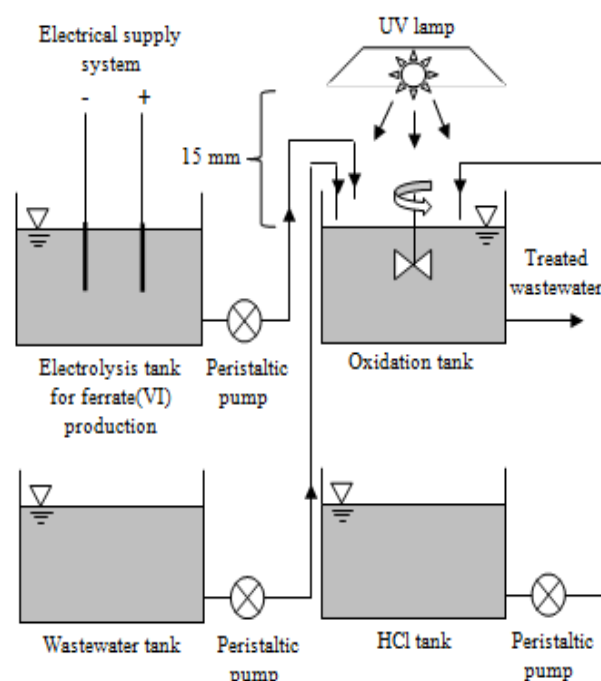 Electrical supply
system
UV lamp
-
+
15 mm
Treated
wastewater
Electrolysis tank
for ferrate(VI)
production
Peristaltic
pump
Oxidation tank
Wastewater tank
Peristaltic
pump
HCl tank
Peristaltic
pump